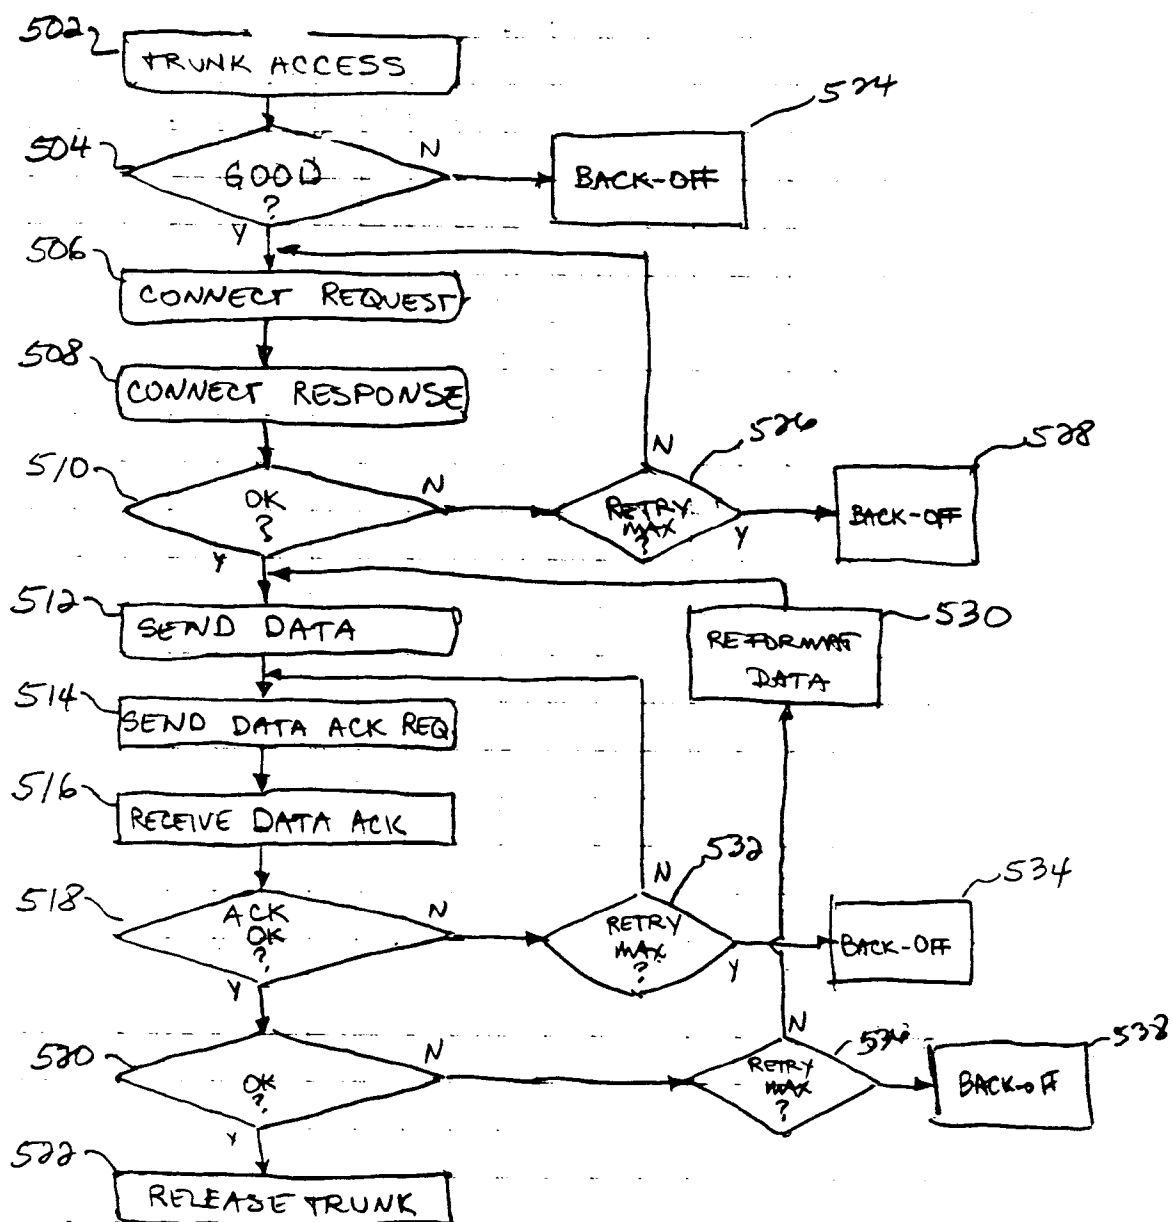 502
TRUNK ACCESS
524
504
GOOD
?
N
Y
BACK-OFF
506
CONNECT REQUEST
508
CONNECT RESPONSE
510
OK
?
N
Y
526
N
RETRY
MAX
?
Y
528
BACK-OFF
512
SEND DATA
530
REFORMAT
DATA
514
SEND DATA ACK REQ
516
RECEIVE DATA ACK
518
ACK
OK
?
N
Y
532
N
RETRY
MAX
?
Y
534
BACK-OFF
520
OK
?
N
Y
N
RETRY
MAX
?
536
538
BACK-OFF
522
RELEASE TRUNK